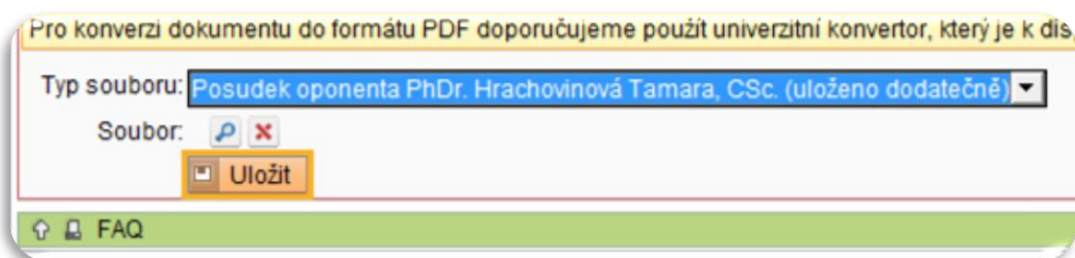 Pro konverzi dokumentu do formátu PDF doporučujeme použít univerzitní konvertor, který je k
Typ souboru: Posudek oponenta PhDr. Hrachovinová Tamara, CSc. (uloženo dodatečně)
Soubor:
Uložit
FAQ